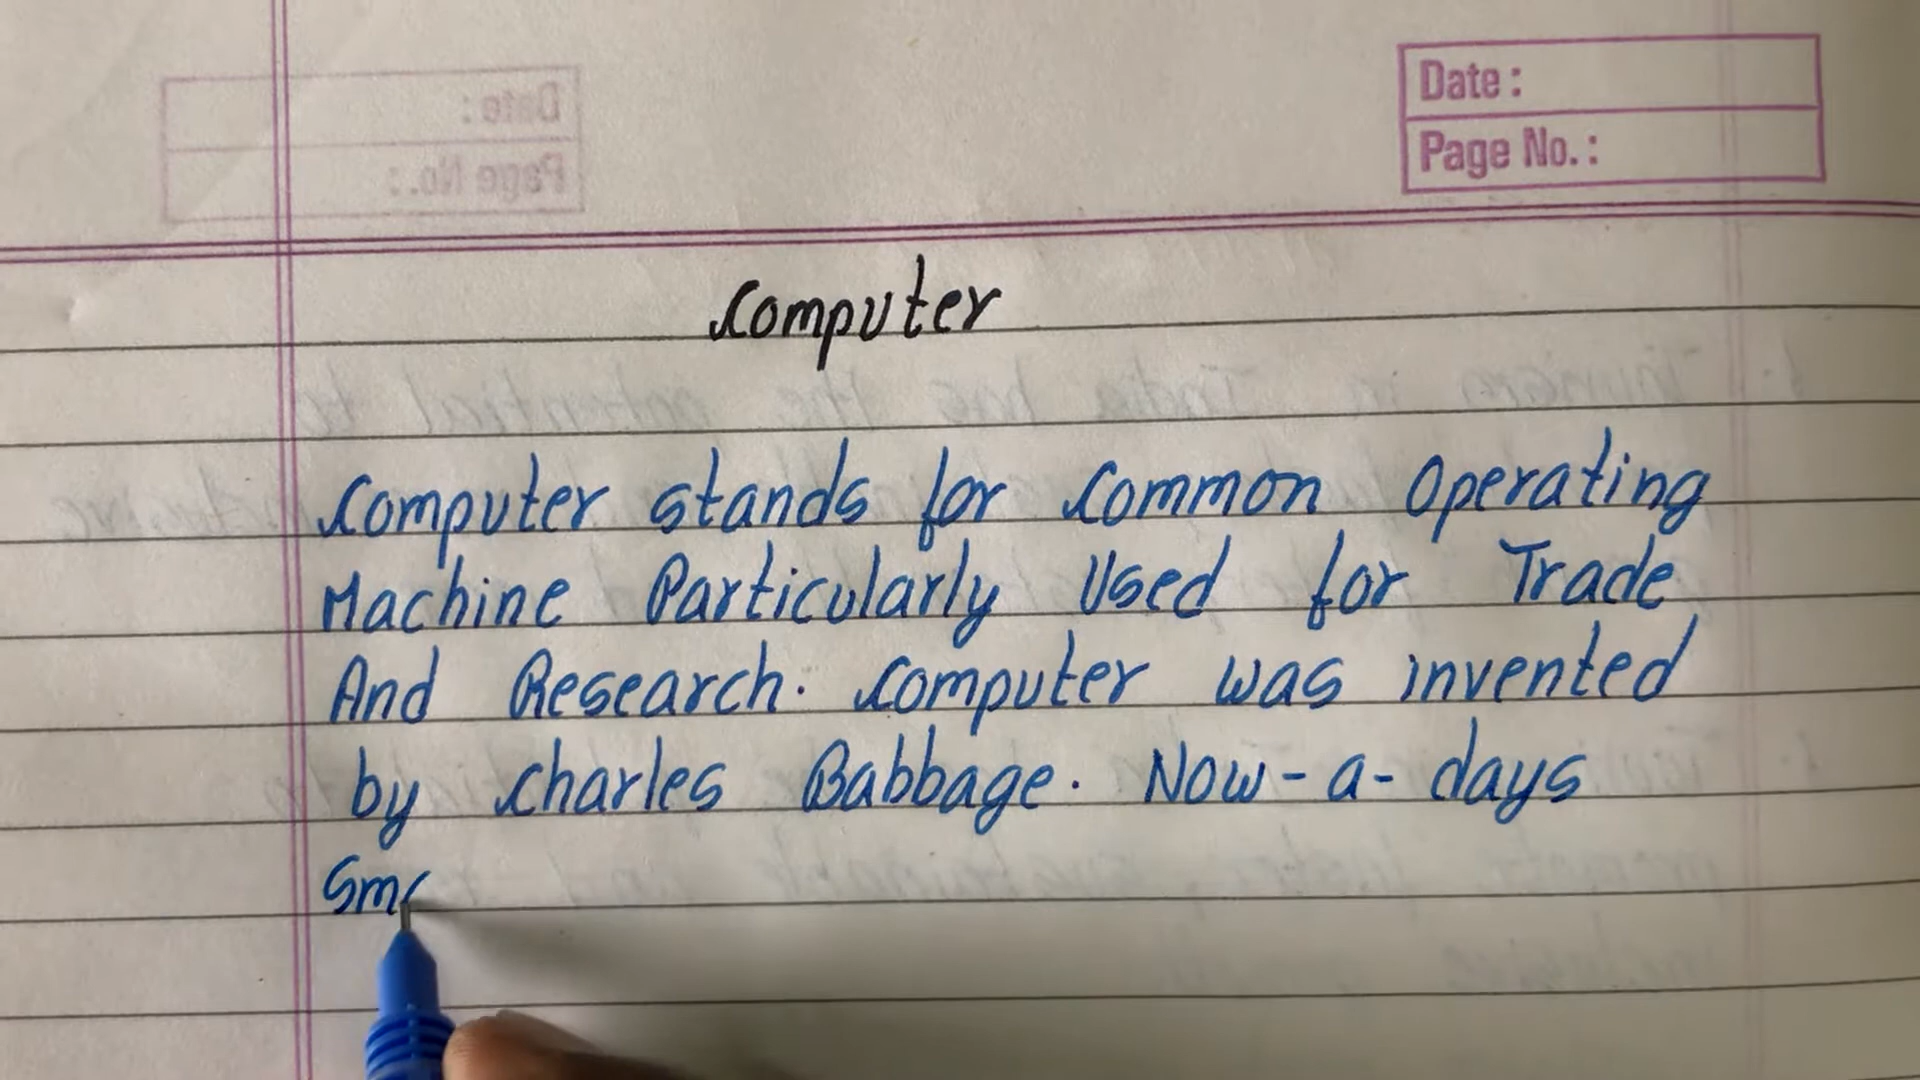 Date :
Page No. :
Computer
Computer stands for Common Operating
Machine Particularly Used for Trade
And Research. Computer was invented
by Charles Babbage. Now-a-days